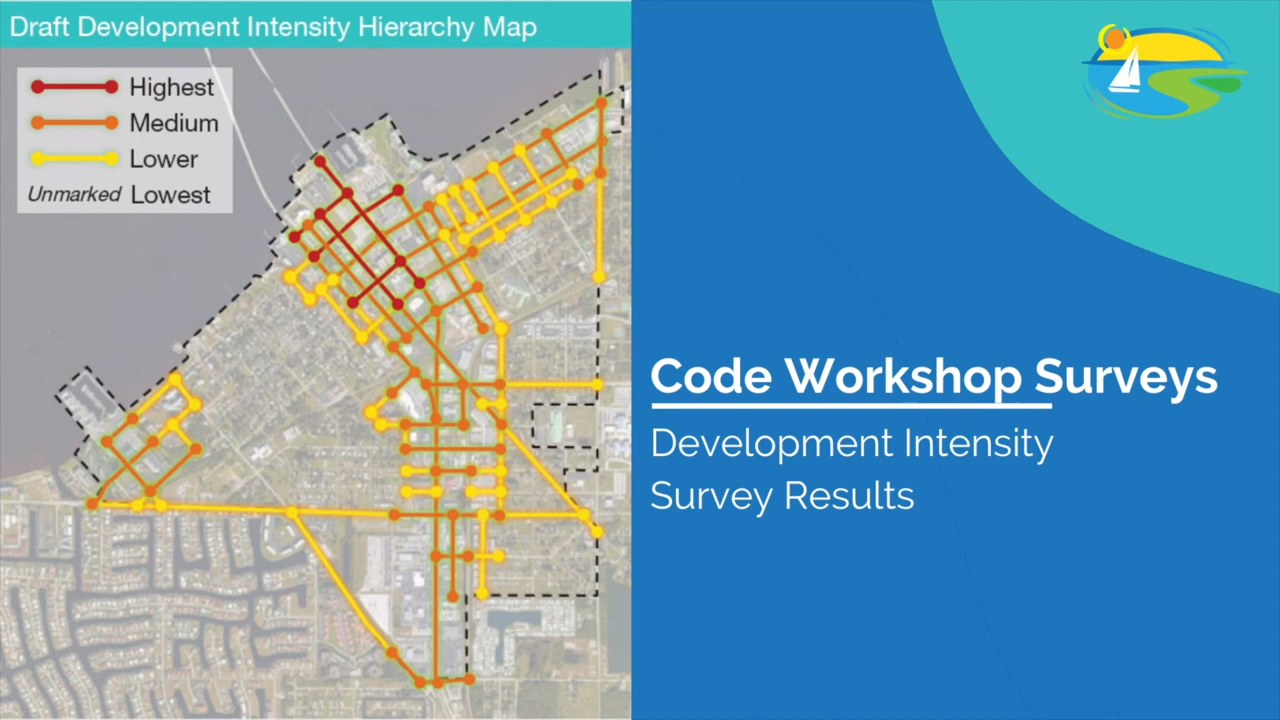 Draft Development Intensity Hierarchy Map
Highest
Medium
Lower
Unmarked Lowest
Code Workshop Surveys
Development Intensity
Survey Results